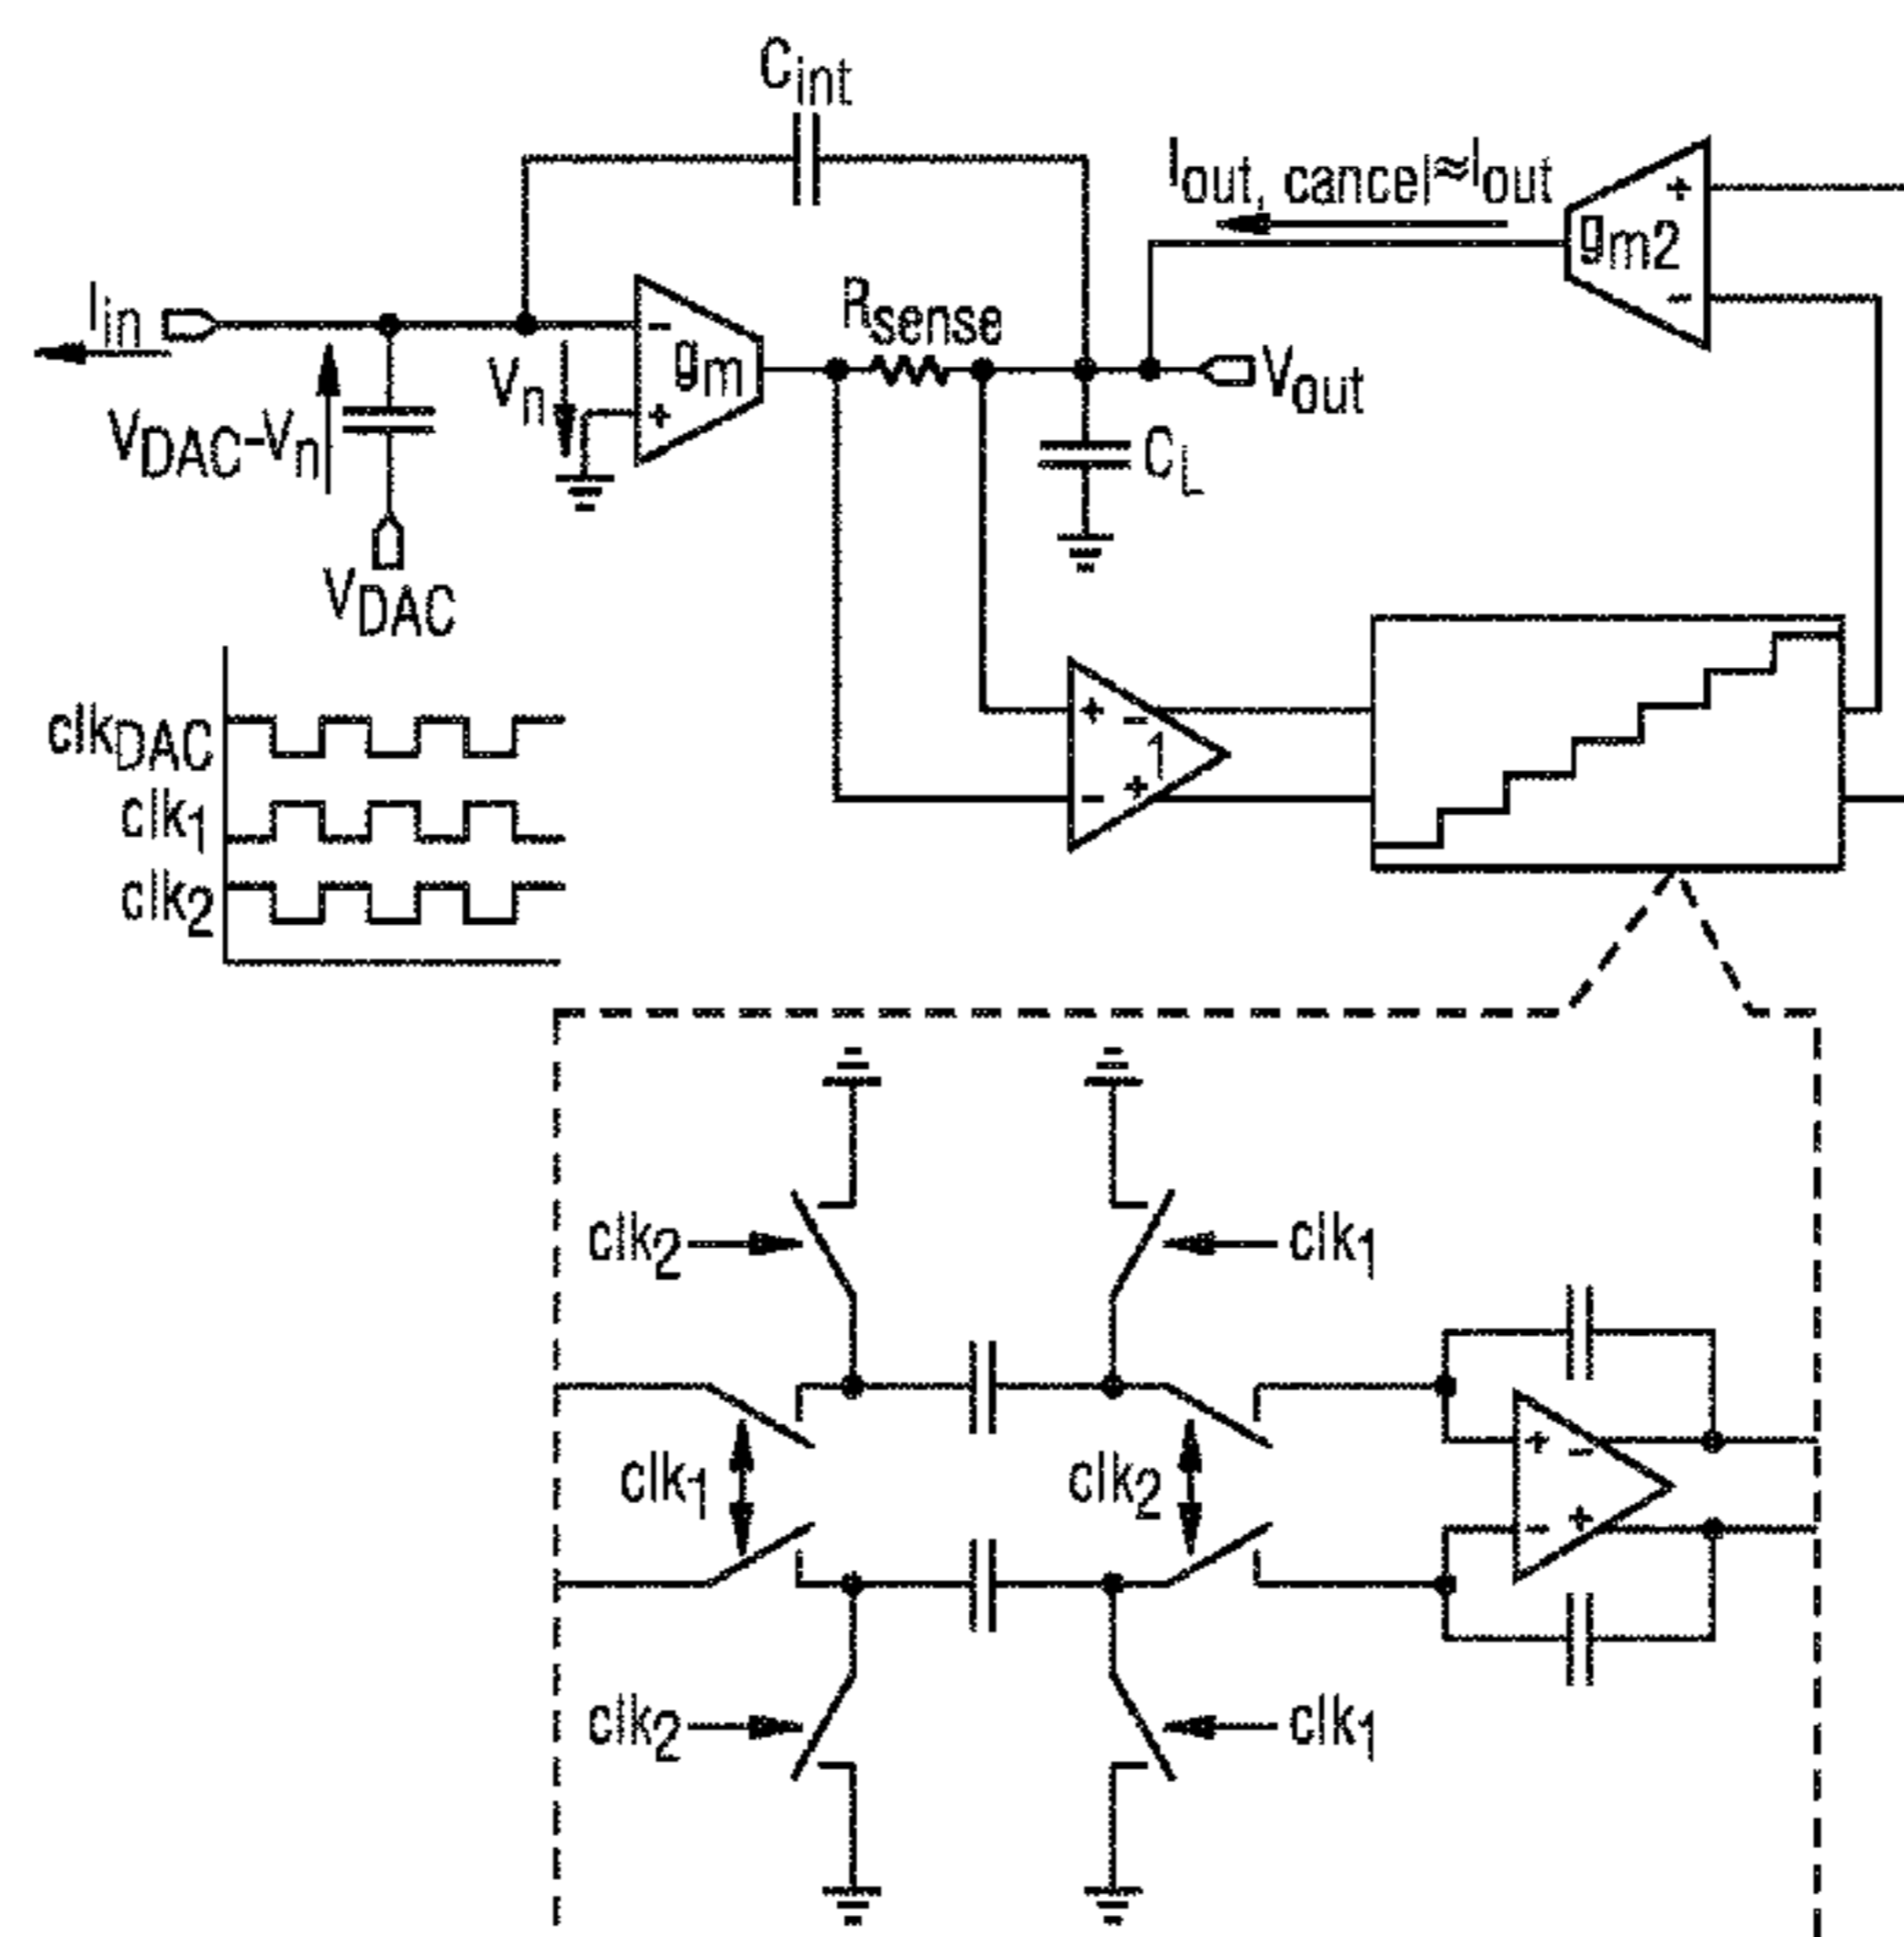 Cint
Iout, cancel≈Iout
+
gm2
−
Iin
Rsense
−
Vn
gm
+
Vout
VDAC-Vn
CL
VDAC
clkDAC
+
−
1
−
+
clk1
clk2
clk2
clk1
clk1
clk2
+
−
−
+
clk2
clk1